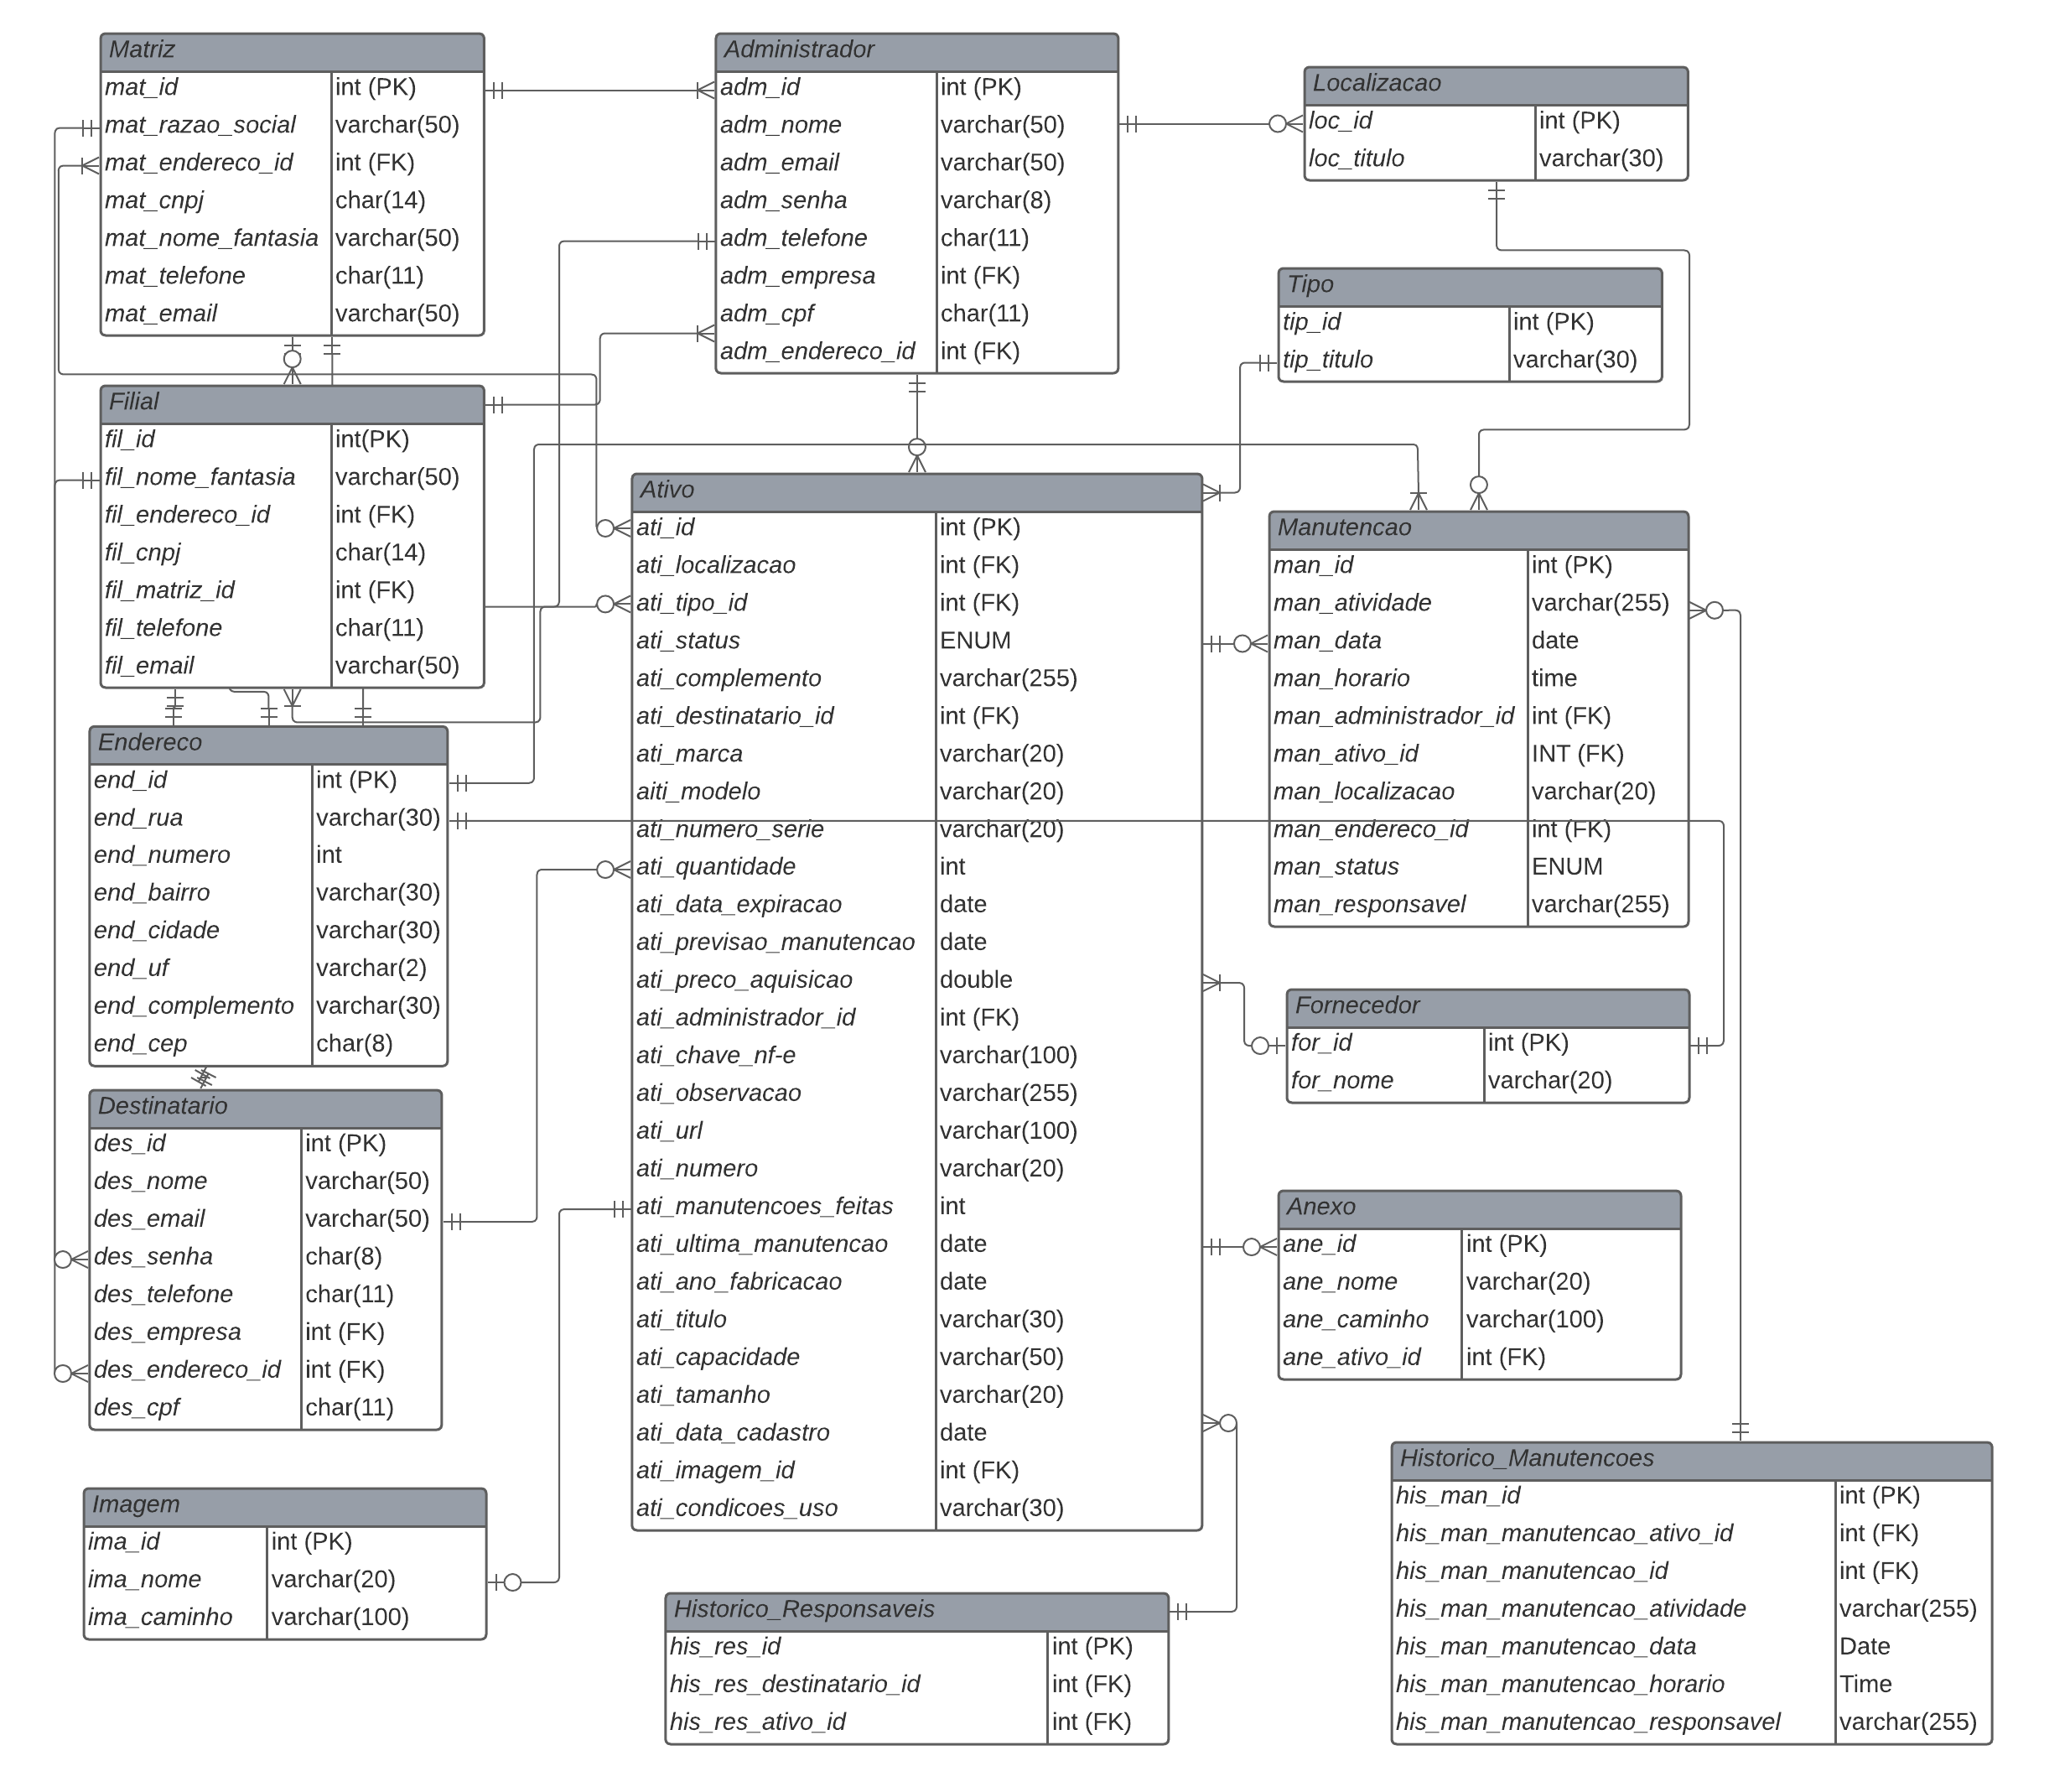 Matriz
mat_id int (PK)
mat_razao_social varchar(50)
mat_endereco_id int (FK)
mat_cnpj char(14)
mat_nome_fantasia varchar(50)
mat_telefone char(11)
mat_email varchar(50)
Administrador
adm_id int (PK)
adm_nome varchar(50)
adm_email varchar(50)
adm_senha varchar(8)
adm_telefone char(11)
adm_empresa int (FK)
adm_cpf char(11)
adm_endereco_id int (FK)
Localizacao
loc_id int (PK)
loc_titulo varchar(30)
Tipo
tip_id int (PK)
tip_titulo varchar(30)
Filial
fil_id int(PK)
fil_nome_fantasia varchar(50)
fil_endereco_id int (FK)
fil_cnpj char(14)
fil_matriz_id int (FK)
fil_telefone char(11)
fil_email varchar(50)
Ativo
ati_id int (PK)
ati_localizacao int (FK)
ati_tipo_id int (FK)
ati_status ENUM
ati_complemento varchar(255)
ati_destinatario_id int (FK)
ati_marca varchar(20)
aiti_modelo varchar(20)
ati_numero_serie varchar(20)
ati_quantidade int
ati_data_expiracao date
ati_previsao_manutencao date
ati_preco_aquisicao double
ati_administrador_id int (FK)
ati_chave_nf-e varchar(100)
ati_observacao varchar(255)
ati_url varchar(100)
ati_numero varchar(20)
ati_manutencoes_feitas int
ati_ultima_manutencao date
ati_ano_fabricacao date
ati_titulo varchar(30)
ati_capacidade varchar(50)
ati_tamanho varchar(20)
ati_data_cadastro date
ati_imagem_id int (FK)
ati_condicoes_uso varchar(30)
Manutencao
man_id int (PK)
man_atividade varchar(255)
man_data date
man_horario time
man_administrador_id int (FK)
man_ativo_id INT (FK)
man_localizacao varchar(20)
man_endereco_id int (FK)
man_status ENUM
man_responsavel varchar(255)
Endereco
end_id int (PK)
end_rua varchar(30)
end_numero int
end_bairro varchar(30)
end_cidade varchar(30)
end_uf varchar(2)
end_complemento varchar(30)
end_cep char(8)
Fornecedor
for_id int (PK)
for_nome varchar(20)
Destinatario
des_id int (PK)
des_nome varchar(50)
des_email varchar(50)
des_senha char(8)
des_telefone char(11)
des_empresa int (FK)
des_endereco_id int (FK)
des_cpf char(11)
Anexo
ane_id int (PK)
ane_nome varchar(20)
ane_caminho varchar(100)
ane_ativo_id int (FK)
Imagem
ima_id int (PK)
ima_nome varchar(20)
ima_caminho varchar(100)
Historico_Responsaveis
his_res_id int (PK)
his_res_destinatario_id int (FK)
his_res_ativo_id int (FK)
Historico_Manutencoes
his_man_id int (PK)
his_man_manutencao_ativo_id int (FK)
his_man_manutencao_id int (FK)
his_man_manutencao_atividade varchar(255)
his_man_manutencao_data Date
his_man_manutencao_horario Time
his_man_manutencao_responsavel varchar(255)